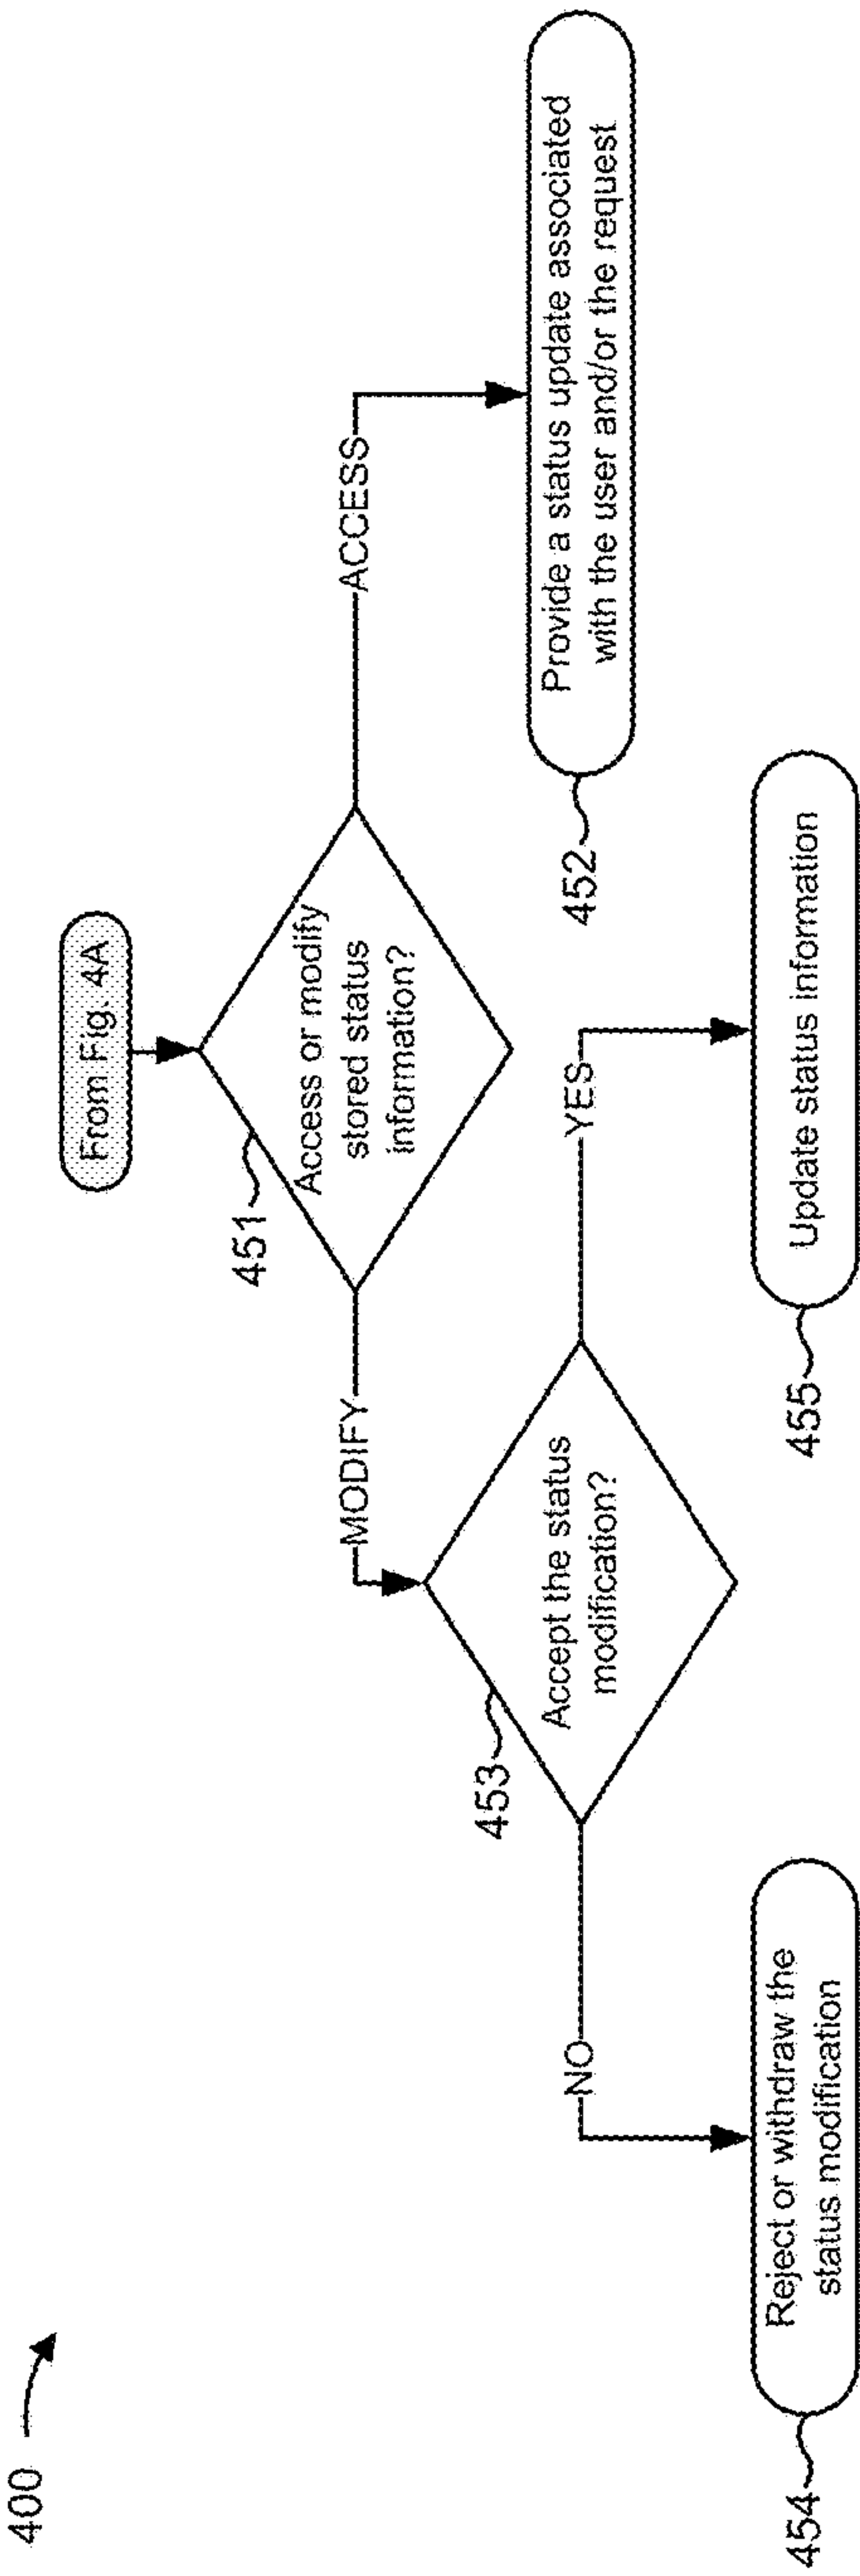 400
From Fig. 4A
451
Access or modify
stored status
information?
MODIFY
ACCESS
453
Accept the status
modification?
452
Provide a status update associated
with the user and/or the request
NO
YES
454
Reject or withdraw the
status modification
455
Update status information